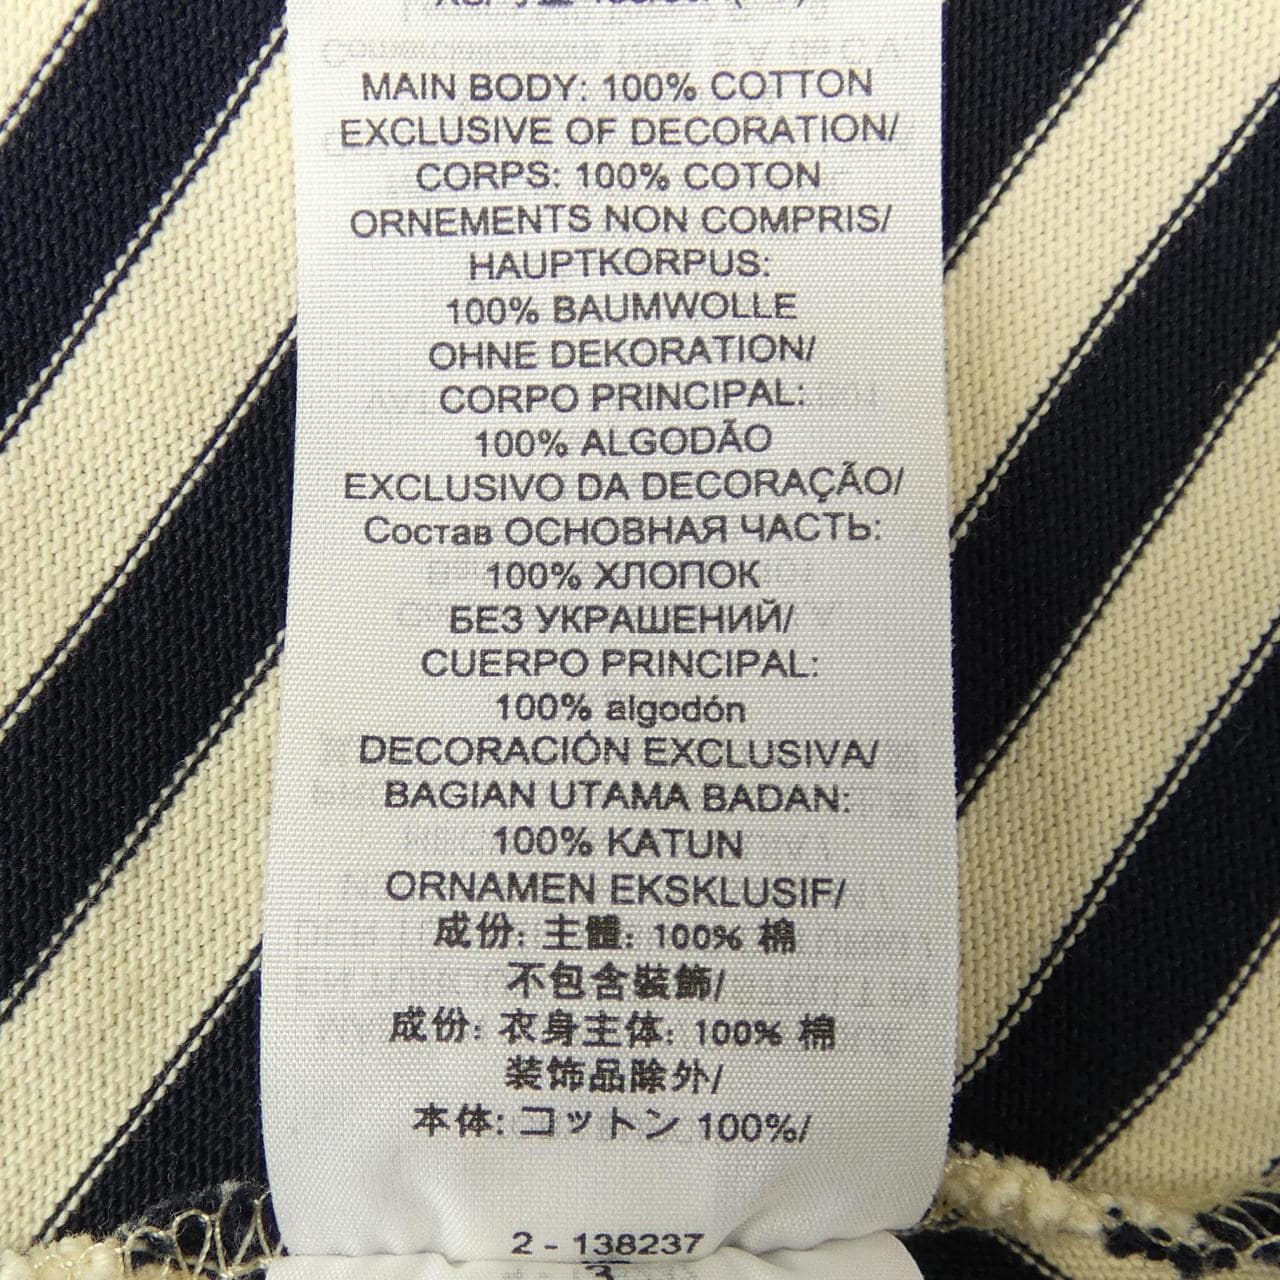 MAIN BODY: 100% COTTON
EXCLUSIVE OF DECORATION/
CORPS: 100% COTON
ORNEMENTS NON COMPRIS/
HAUPTKORPUS:
100% BAUMWOLLE
OHNE DEKORATION/
CORPO PRINCIPAL:
100% ALGODÃO
EXCLUSIVO DA DECORAÇÃO/
Состав ОСНОВНАЯ ЧАСТЬ:
100% ХЛОПОК
БЕЗ УКРАШЕНИЙ/
CUERPO PRINCIPAL:
100% algodón
DECORACIÓN EXCLUSIVA/
BAGIAN UTAMA BADAN:
100% KATUN
ORNAMEN EKSKLUSIF/
成份: 主體: 100% 棉
不包含裝飾/
成份: 衣身主体: 100% 棉
装饰品除外/
本体: コットン 100%/
2 - 138237